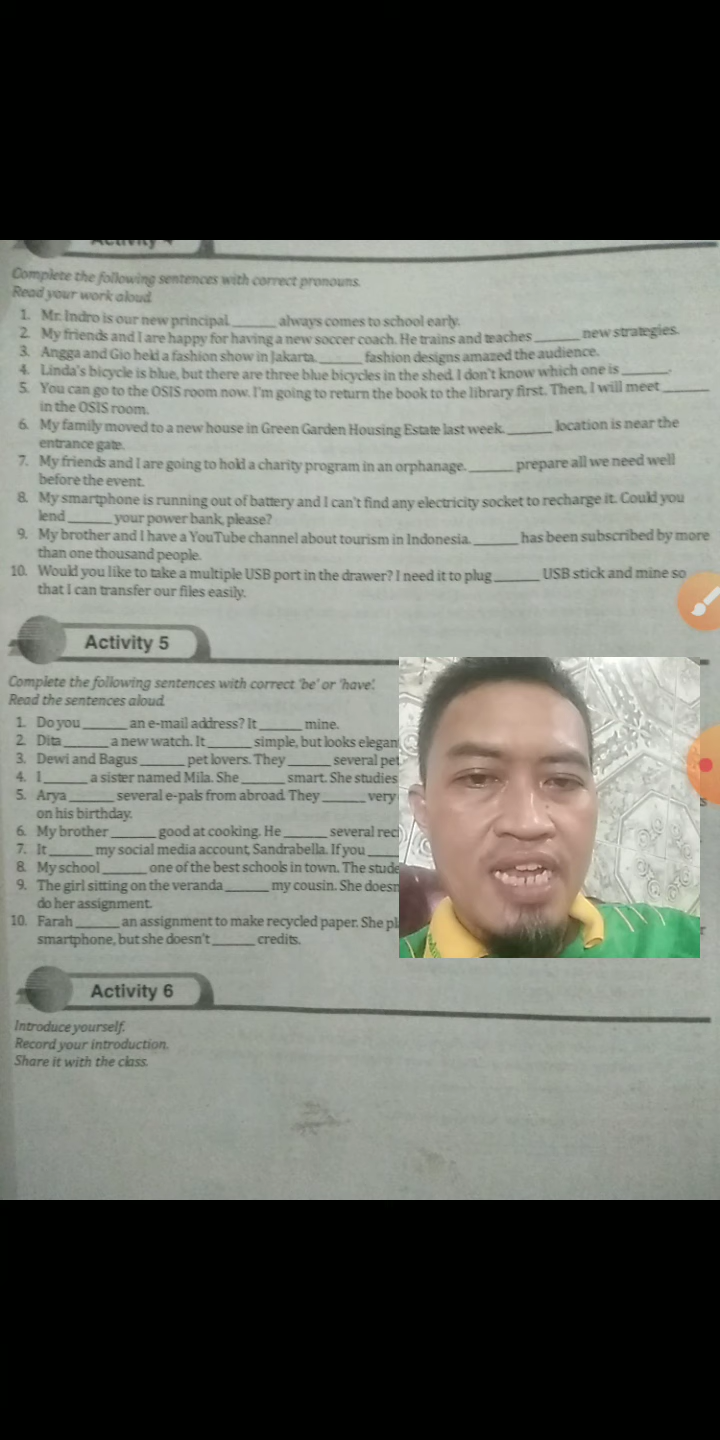 Activity 4
Complete the following sentences with correct pronouns.
Read your work aloud.
1. Mr. Indro is our new principal. ______ always comes to school early.
2. My friends and I are happy for having a new soccer coach. He trains and teaches ______ new strategies.
3. Angga and Gio held a fashion show in Jakarta. ______ fashion designs amazed the audience.
4. Linda's bicycle is blue, but there are three blue bicycles in the shed. I don't know which one is ______.
5. You can go to the OSIS room now. I'm going to return the book to the library first. Then, I will meet ______
in the OSIS room.
6. My family moved to a new house in Green Garden Housing Estate last week. ______ location is near the
entrance gate.
7. My friends and I are going to hold a charity program in an orphanage. ______ prepare all we need well
before the event.
8. My smartphone is running out of battery and I can't find any electricity socket to recharge it. Could you
lend ______ your power bank, please?
9. My brother and I have a YouTube channel about tourism in Indonesia. ______ has been subscribed by more
than one thousand people.
10. Would you like to take a multiple USB port in the drawer? I need it to plug ______ USB stick and mine so
that I can transfer our files easily.
Activity 5
Complete the following sentences with correct 'be' or 'have'.
Read the sentences aloud.
1. Do you ______ an e-mail address? It ______ mine.
2. Dita ______ a new watch. It ______ simple, but looks elegan
3. Dewi and Bagus ______ pet lovers. They ______ several pet
4. I ______ a sister named Mila. She ______ smart. She studies
5. Arya ______ several e-pals from abroad. They ______ very
on his birthday.
6. My brother ______ good at cooking. He ______ several rec
7. It ______ my social media account, Sandrabella. If you ____
8. My school ______ one of the best schools in town. The stude
9. The girl sitting on the veranda ______ my cousin. She doesn
do her assignment.
10. Farah ______ an assignment to make recycled paper. She pl
smartphone, but she doesn't ______ credits.
Activity 6
Introduce yourself.
Record your introduction.
Share it with the class.